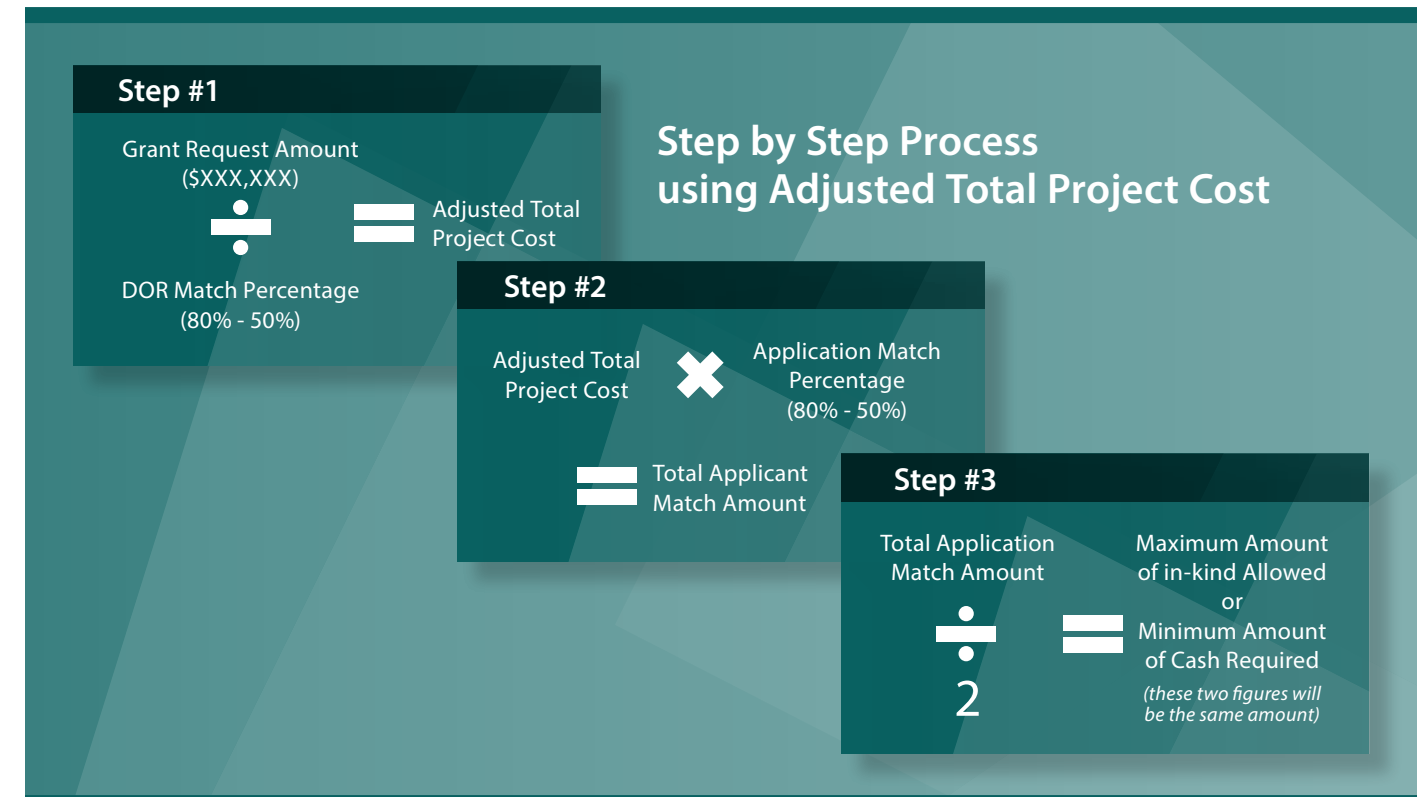 Step #1
Grant Request Amount
($XXX,XXX)
÷
DOR Match Percentage
(80% - 50%)
=
Adjusted Total
Project Cost
Step by Step Process
using Adjusted Total Project Cost
Step #2
Adjusted Total
Project Cost
✖
Application Match
Percentage
(80% - 50%)
=
Total Applicant
Match Amount
Step #3
Total Application
Match Amount
÷
2
=
Maximum Amount
of in-kind Allowed
or
Minimum Amount
of Cash Required
(these two figures will
be the same amount)